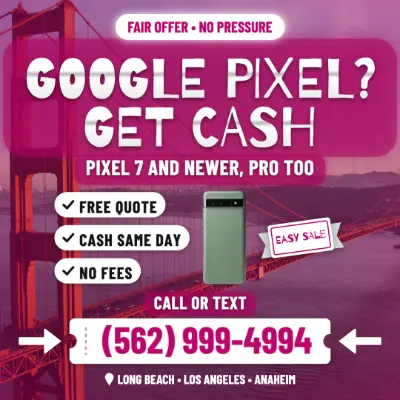 FAIR OFFER • NO PRESSURE
GOOGLE PIXEL?
GET CASH
PIXEL 7 AND NEWER, PRO TOO
FREE QUOTE
CASH SAME DAY
NO FEES
EASY SALE
CALL OR TEXT
(562) 999-4994
LONG BEACH • LOS ANGELES • ANAHEIM